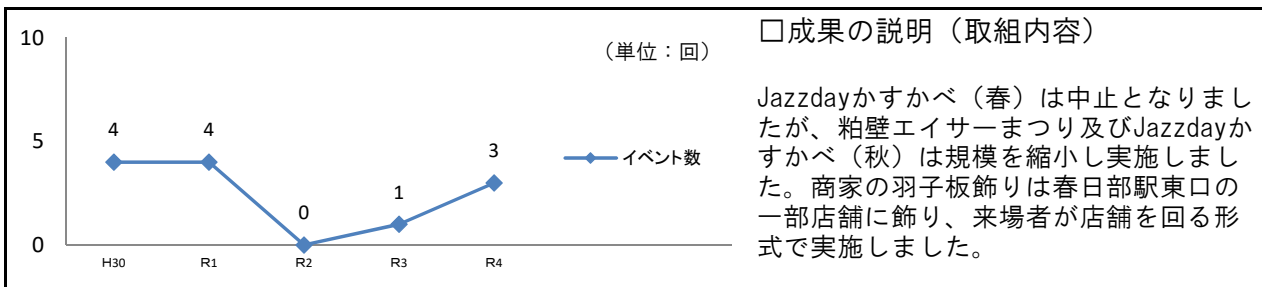 10
5
0
（単位：回）
4
4
0
1
3
イベント数
H30
R1
R2
R3
R4
□成果の説明（取組内容）
Jazzdayかすかべ（春）は中止となりまし
たが、粕壁エイサーまつり及びJazzdayか
すかべ（秋）は規模を縮小し実施しまし
た。商家の羽子板飾りは春日部駅東口の
一部店舗に飾り、来場者が店舗を回る形
式で実施しました。